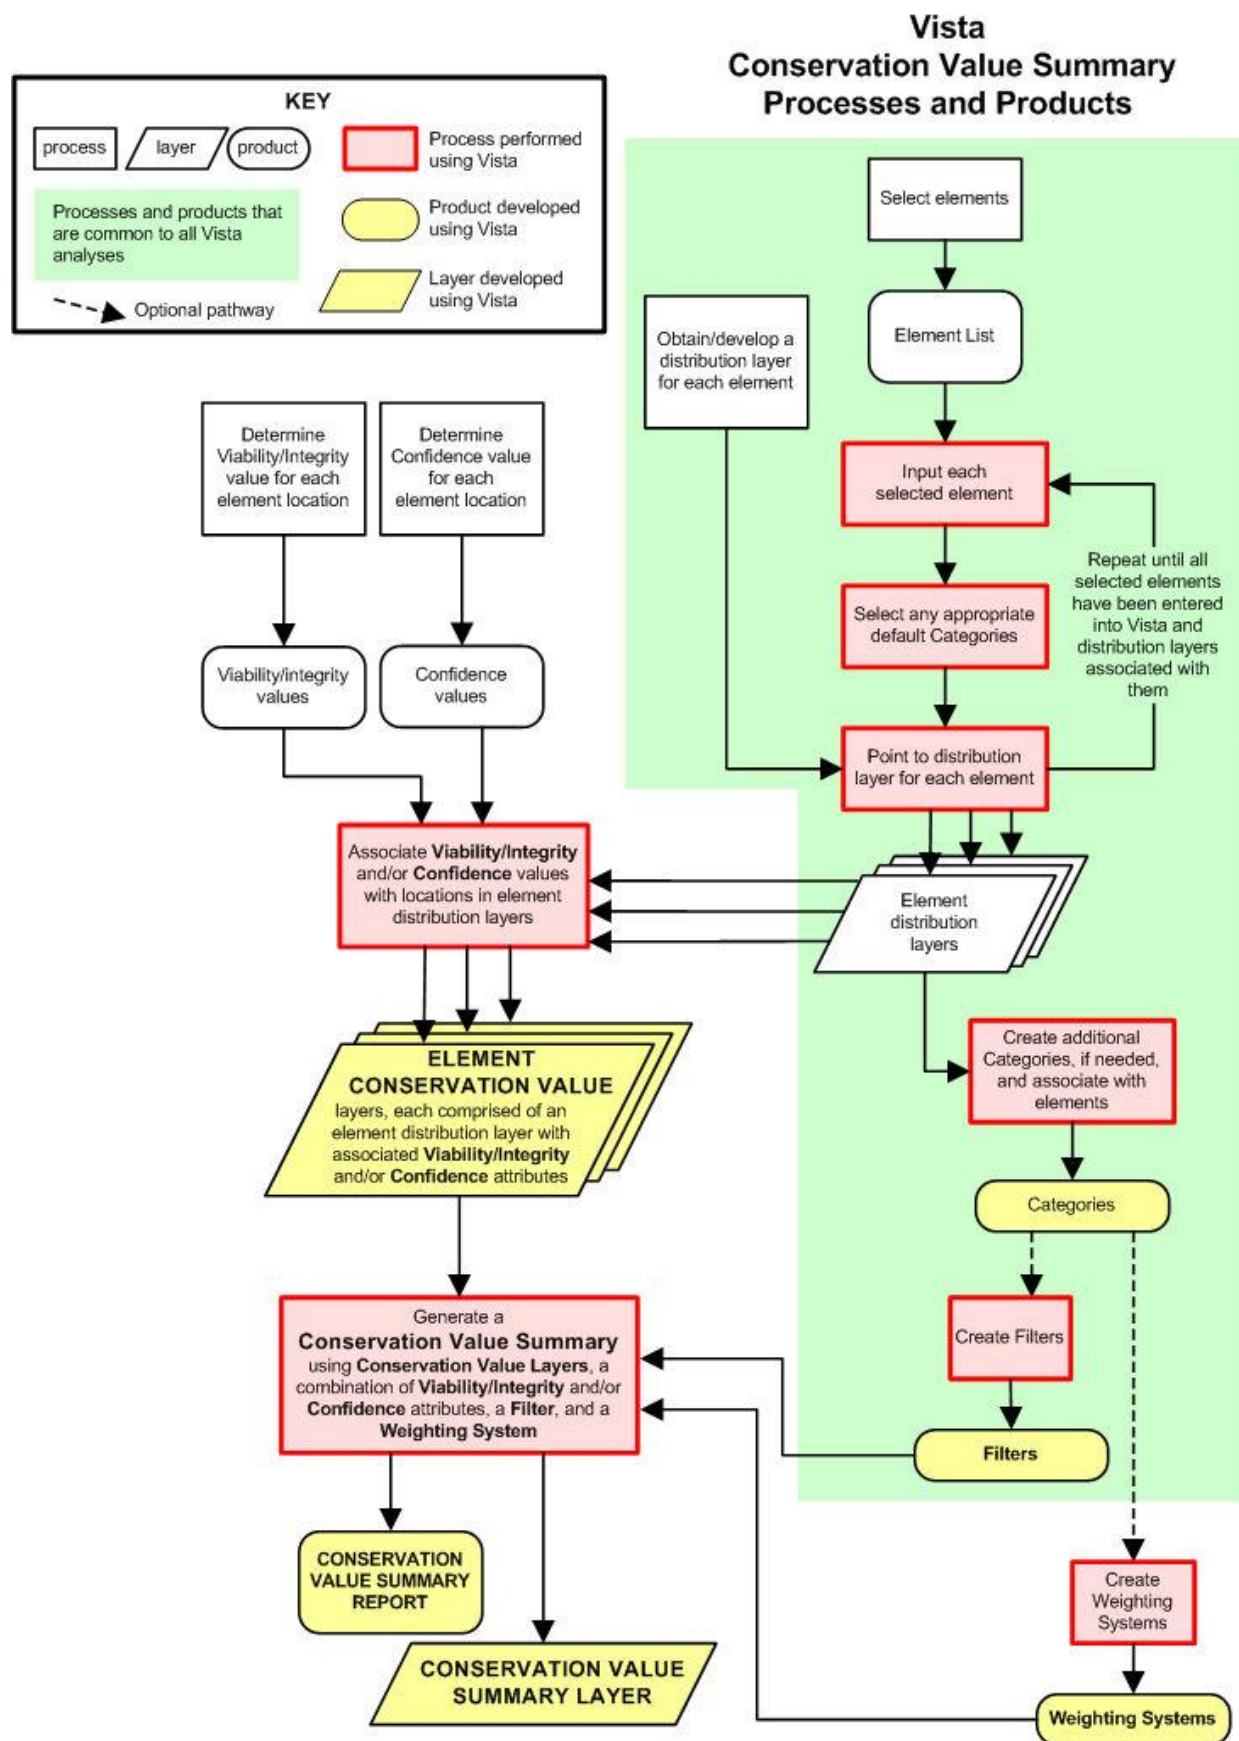 Vista
Conservation Value Summary
Processes and Products
KEY
process
layer
product
Process performed
using Vista
Processes and products that
are common to all Vista
analyses
Product developed
using Vista
Optional pathway
Layer developed
using Vista
Select elements
Element List
Obtain/develop a
distribution layer
for each element
Input each
selected element
Select any appropriate
default Categories
Repeat until all
selected elements
have been entered
into Vista and
distribution layers
associated with
them
Point to distribution
layer for each element
Determine
Viability/Integrity
value for each
element location
Determine
Confidence value
for each
element location
Viability/integrity
values
Confidence
values
Associate Viability/Integrity
and/or Confidence values
with locations in element
distribution layers
Element
distribution
layers
ELEMENT
CONSERVATION VALUE
layers, each comprised of an
element distribution layer with
associated Viability/Integrity
and/or Confidence attributes
Create additional
Categories, if needed,
and associate with
elements
Categories
Create Filters
Filters
Generate a
Conservation Value Summary
using Conservation Value Layers, a
combination of Viability/Integrity and/or
Confidence attributes, a Filter, and a
Weighting System
CONSERVATION
VALUE SUMMARY
REPORT
CONSERVATION VALUE
SUMMARY LAYER
Create
Weighting
Systems
Weighting Systems